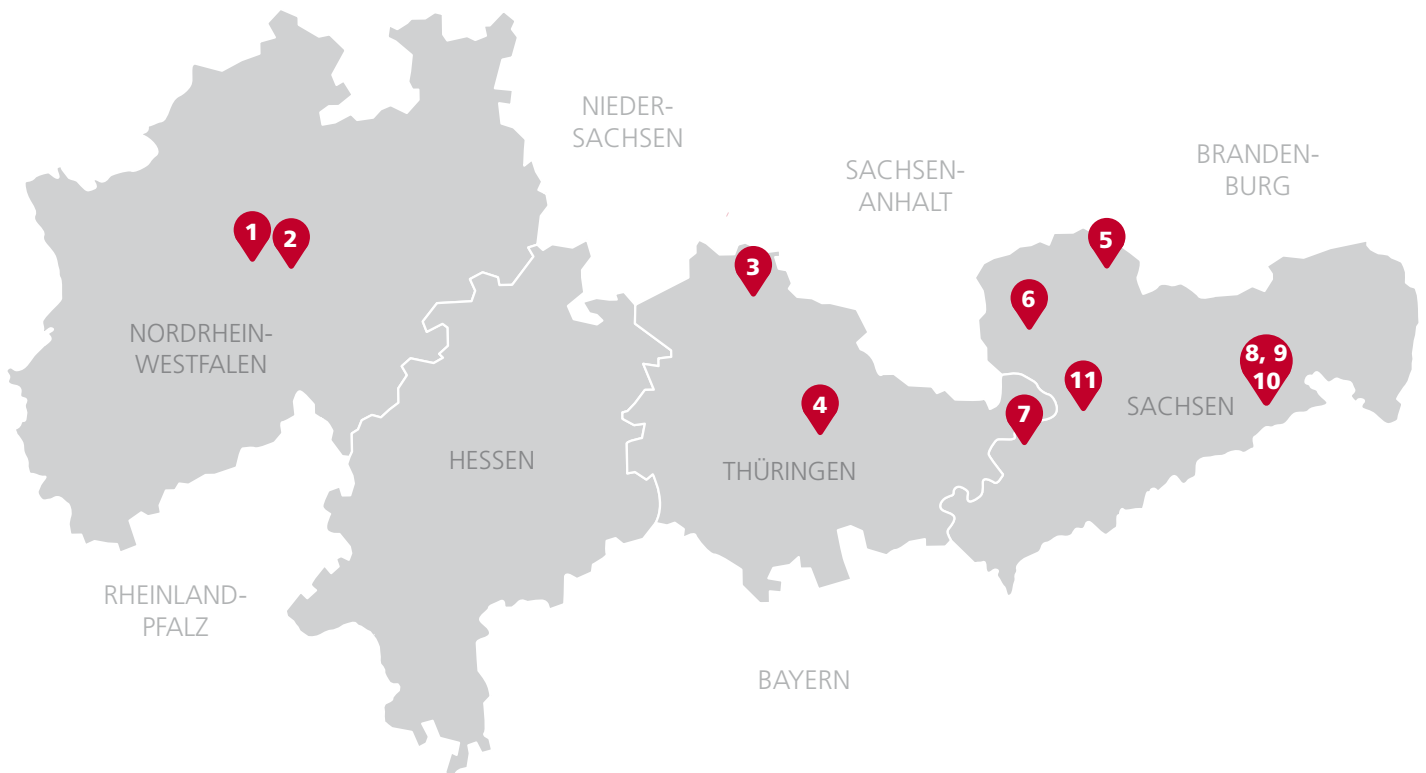 NIEDER-
SACHSEN
SACHSEN-
ANHALT
BRANDEN-
BURG
1
2
3
5
6
NORDRHEIN-
WESTFALEN
8, 9
10
11
4
7
SACHSEN
HESSEN
THÜRINGEN
RHEINLAND-
PFALZ
BAYERN